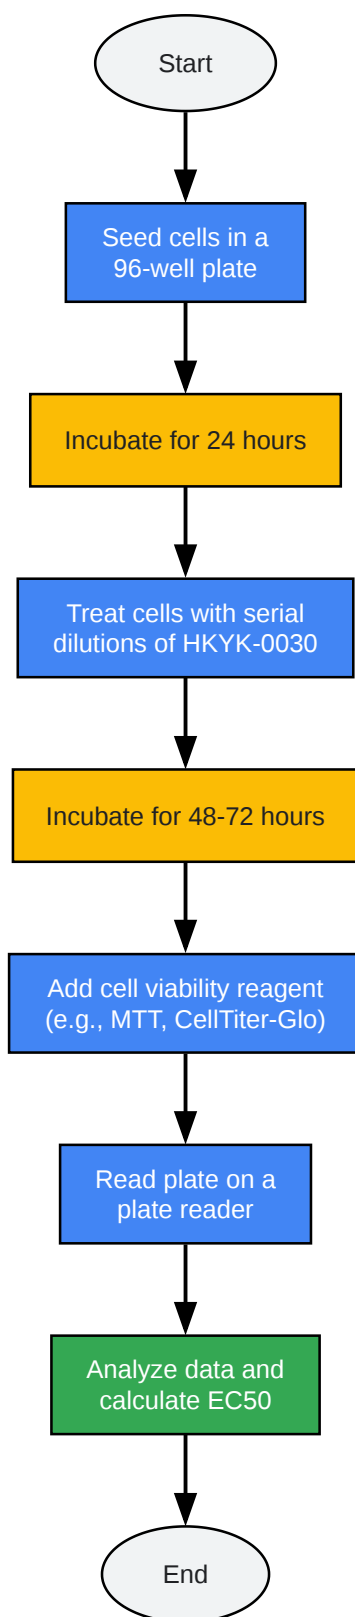 Start
Seed cells in a
96-well plate
Incubate for 24 hours
Treat cells with serial
dilutions of HKYK-0030
Incubate for 48-72 hours
Add cell viability reagent
(e.g., MTT, CellTiter-Glo)
Read plate on a
plate reader
Analyze data and
calculate EC50
End